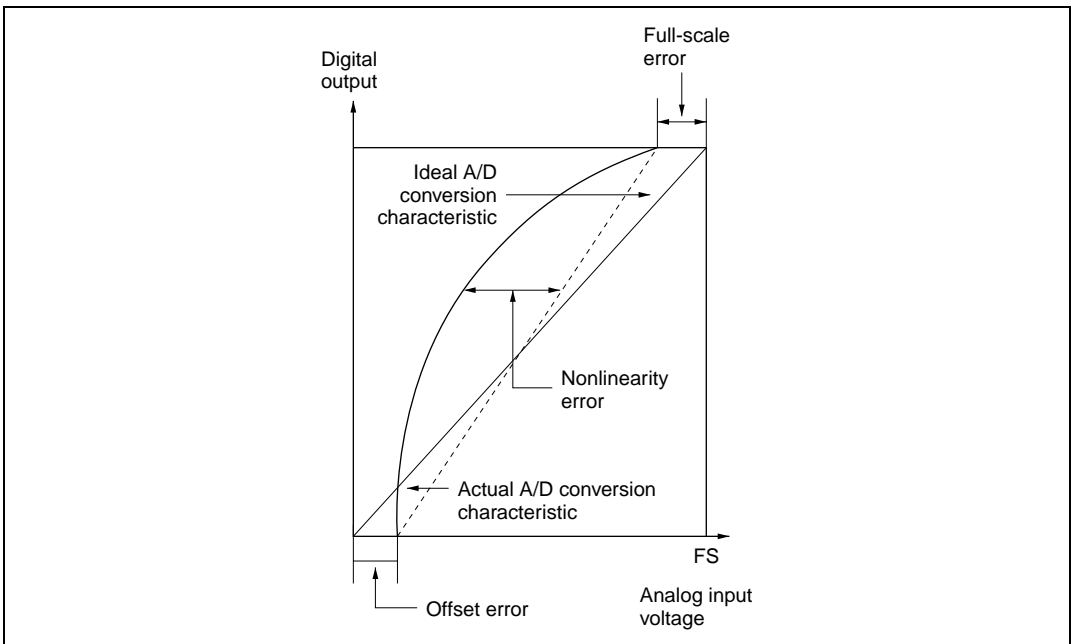 Full-scale
error
Digital
output
Ideal A/D
conversion
characteristic
Nonlinearity
error
Actual A/D conversion
characteristic
FS
Offset error
Analog input
voltage